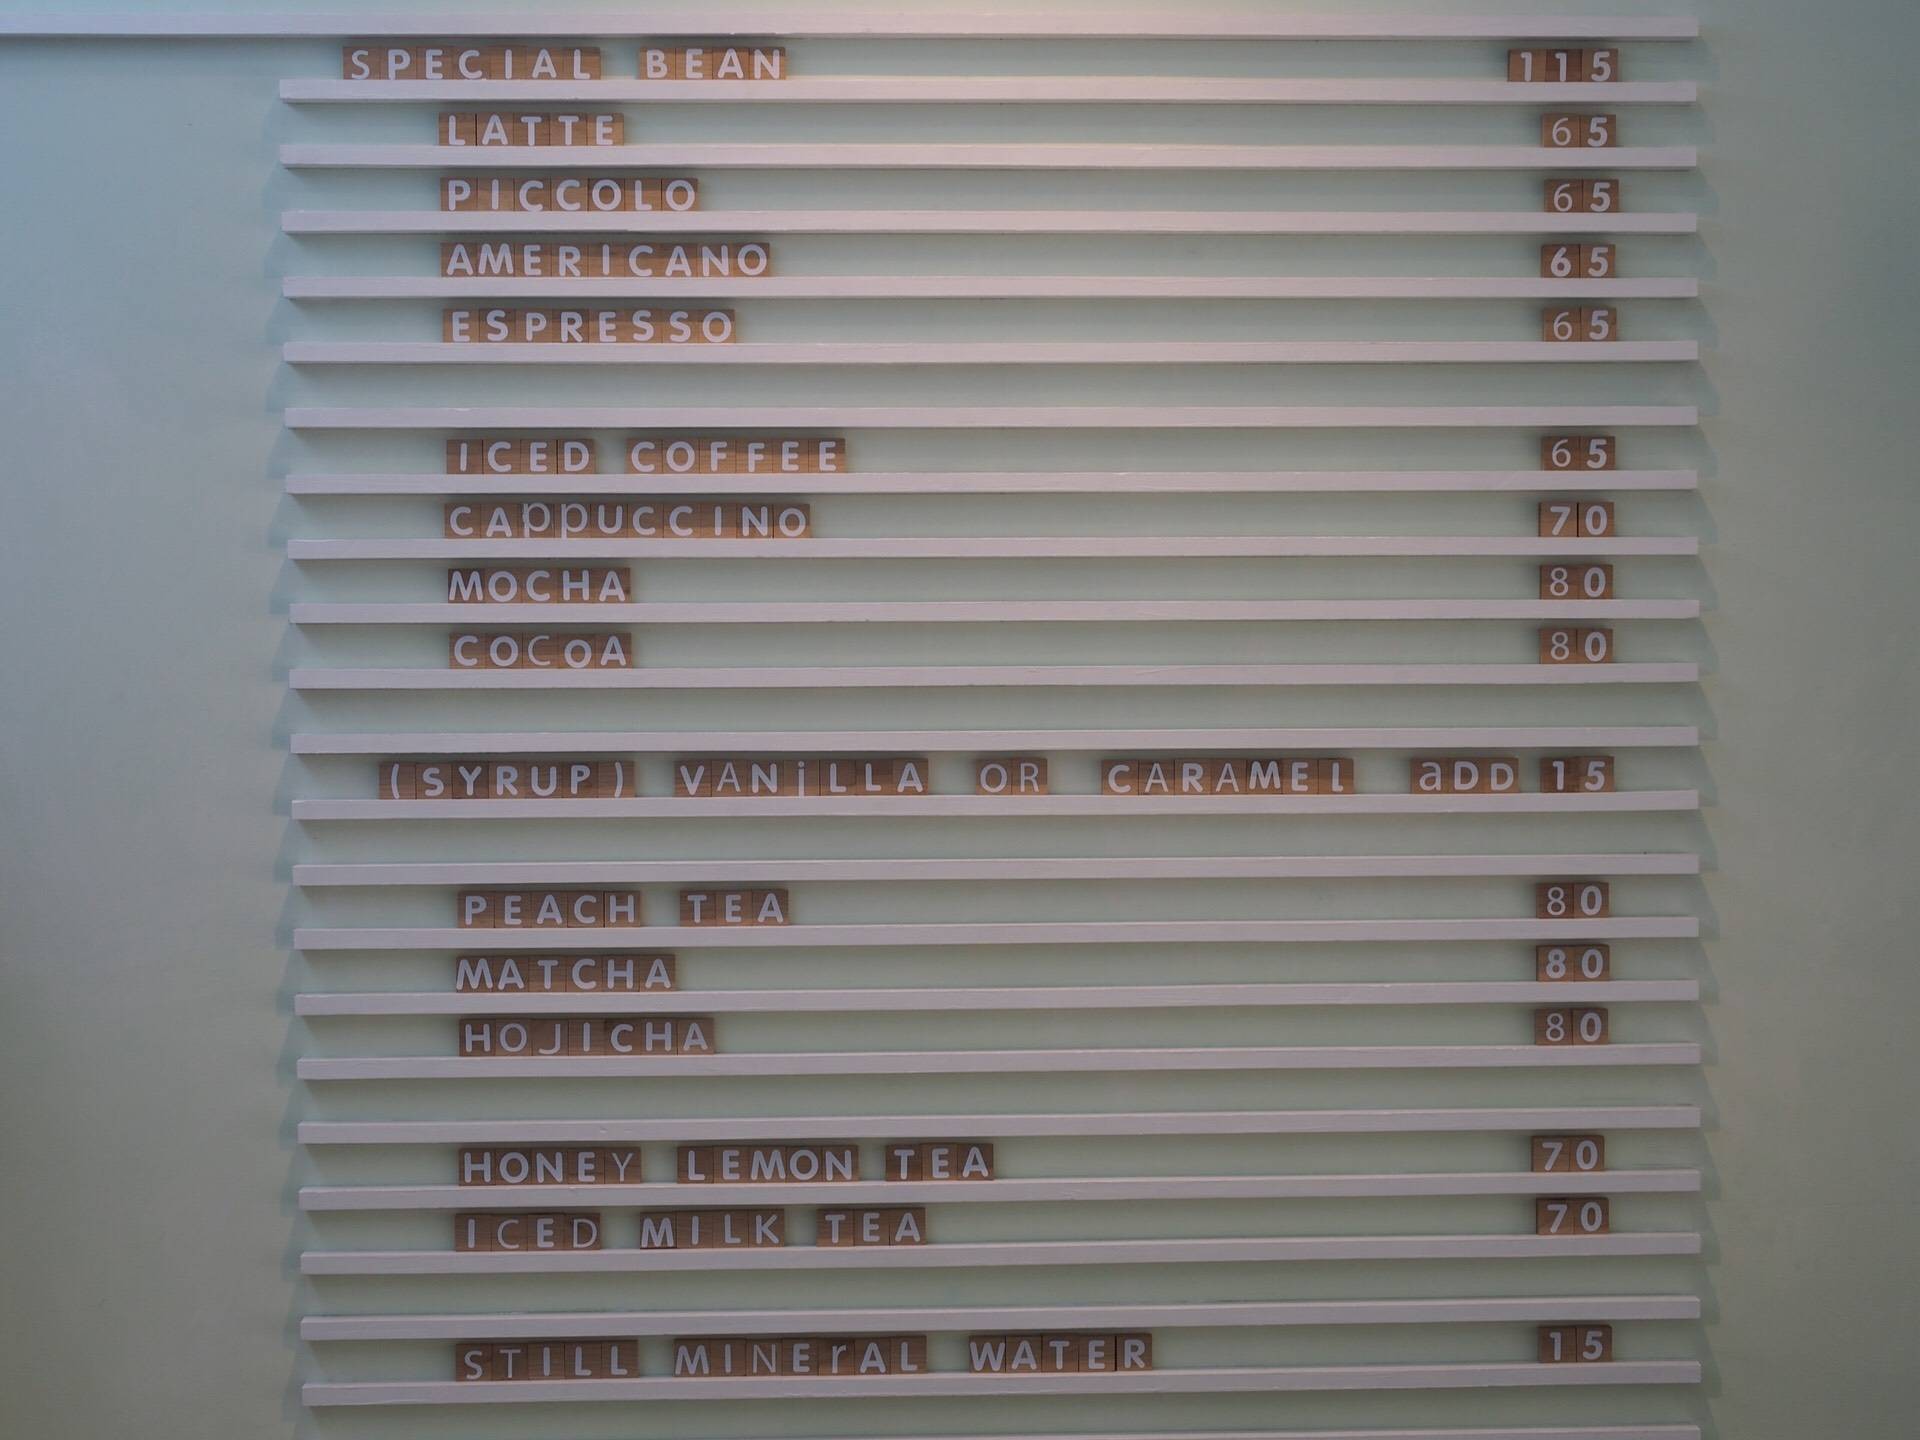 SPECIAL BEAN 115
LATTE 65
PICCOLO 65
AMERICANO 65
ESPRESSO 65
ICED COFFEE 65
CAppUCCINO 70
MOCHA 80
COCoA 80
(SYRUP) VANiLLA OR CARAMEL aDD 15
PEACH TEA 80
MATCHA 80
HOJICHA 80
HONEY LEMON TEA 70
ICED MILK TEA 70
STILL MINErAL WATER 15